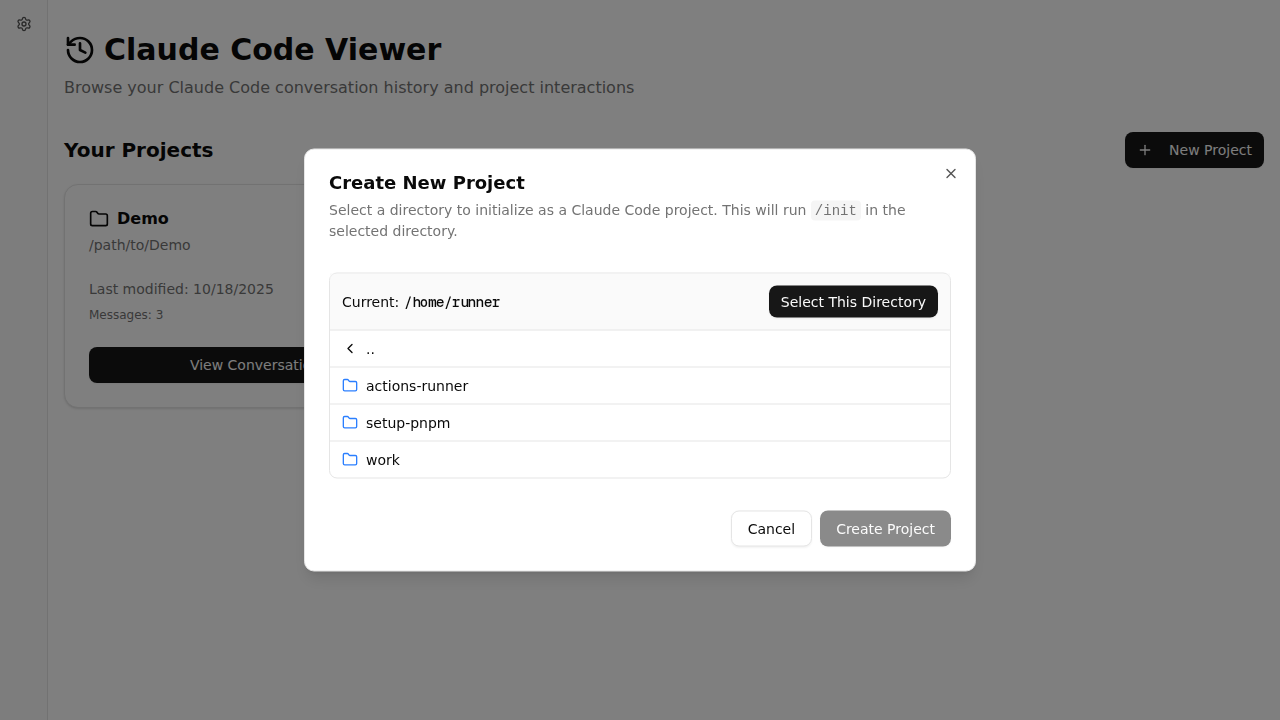 Claude Code Viewer
Browse your Claude Code conversation history and project interactions
Your Projects
New Project
Demo
/path/to/Demo
Last modified: 10/18/2025
Messages: 3
View Conversati
Create New Project
Select a directory to initialize as a Claude Code project. This will run /init in the
selected directory.
Current: /home/runner
Select This Directory
..
actions-runner
setup-pnpm
work
Cancel
Create Project